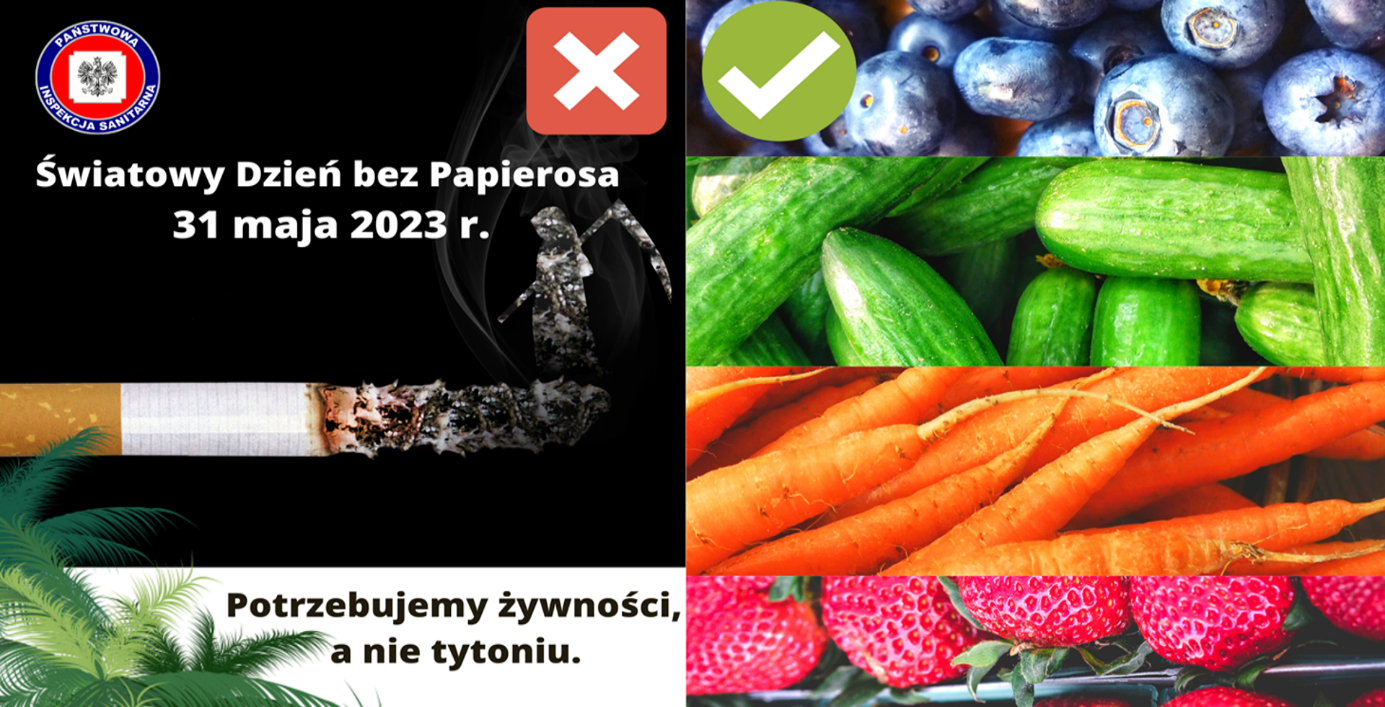 PAŃSTWOWA
INSPEKCJA SANITARNA
Światowy Dzień bez Papierosa
31 maja 2023 r.
Potrzebujemy żywności,
a nie tytoniu.